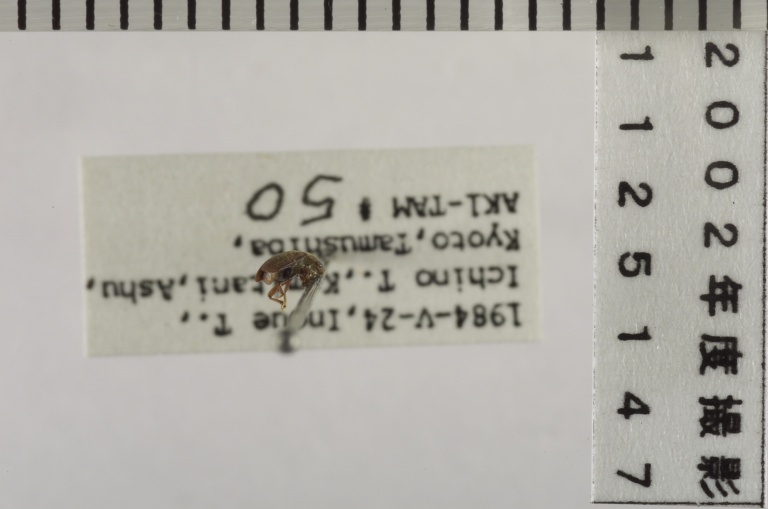 1984-V-24, Inoue T.,
Ichino T., Ashu,
Kyoto, Tamushiba,
AKI-TAM # 50
2002年度撮影
1125147